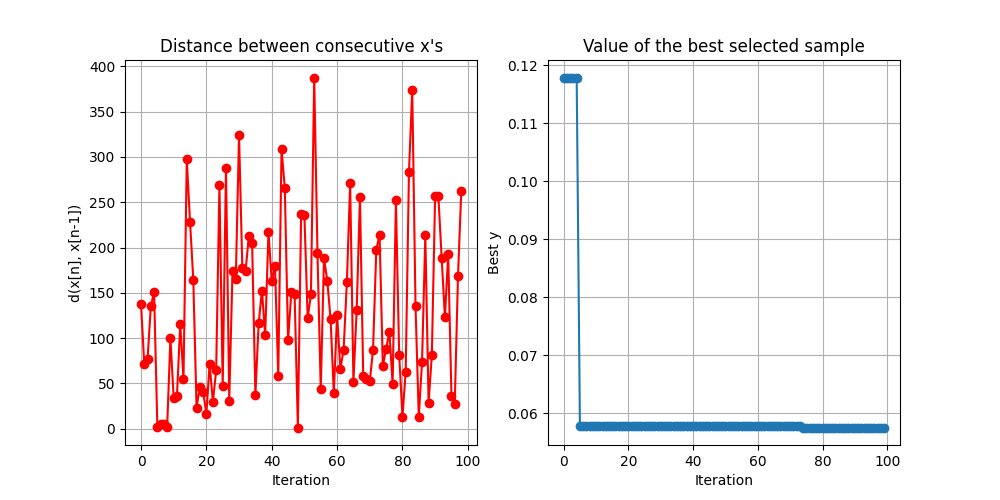 Distance between consecutive x's
d(x[n], x[n-1])
400
350
300
250
200
150
100
50
0
0 20 40 60 80 100
Iteration
Value of the best selected sample
Best y
0.12
0.11
0.10
0.09
0.08
0.07
0.06
0 20 40 60 80 100
Iteration